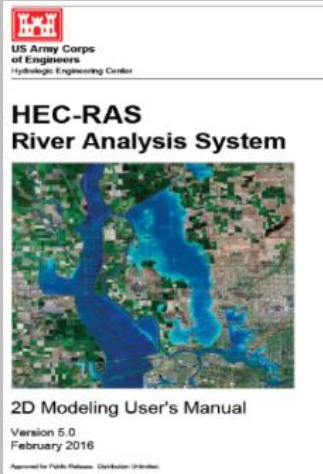 US Army Corps
of Engineers
Hydrologic Engineering Center
HEC-RAS
River Analysis System
2D Modeling User's Manual
Version 5.0
February 2016
Approved for Public Release. Distribution Unlimited.